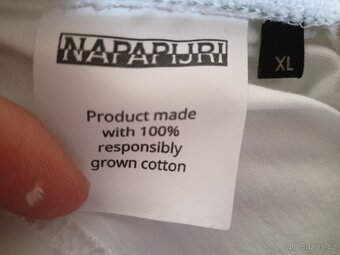 NAPAPIJRI
XL
Product made
with 100%
responsibly
grown cotton